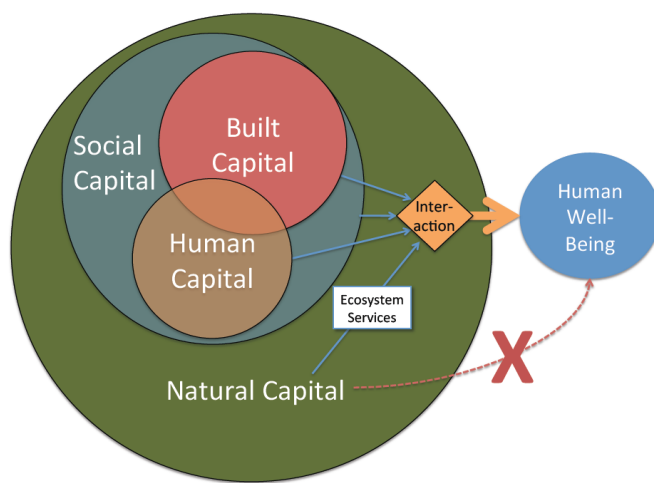 Social
Capital
Built
Capital
Human
Capital
Inter-
action
Human
Well-
Being
Ecosystem
Services
Natural Capital
X